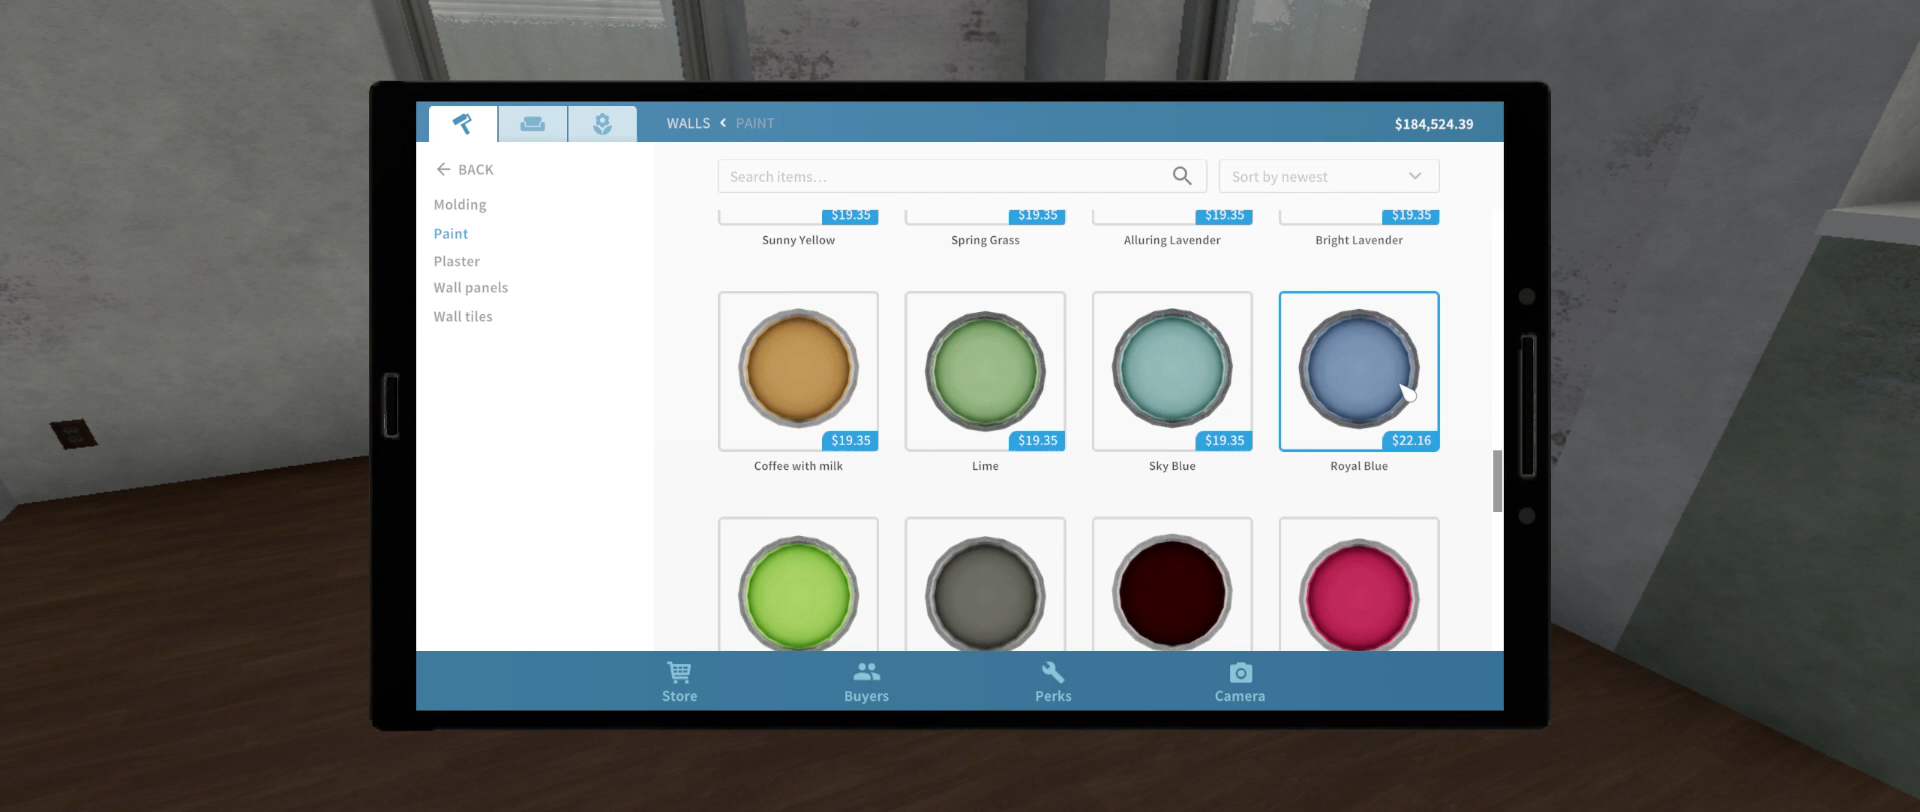 WALLS < PAINT
$184,524.39
BACK
Molding
Paint
Plaster
Wall panels
Wall tiles
Search items...
Sort by newest
$19.35 $19.35 $19.35 $19.35
Sunny Yellow Spring Grass Alluring Lavender Bright Lavender
$19.35 $19.35 $19.35 $22.16
Coffee with milk Lime Sky Blue Royal Blue
Store Buyers Perks Camera